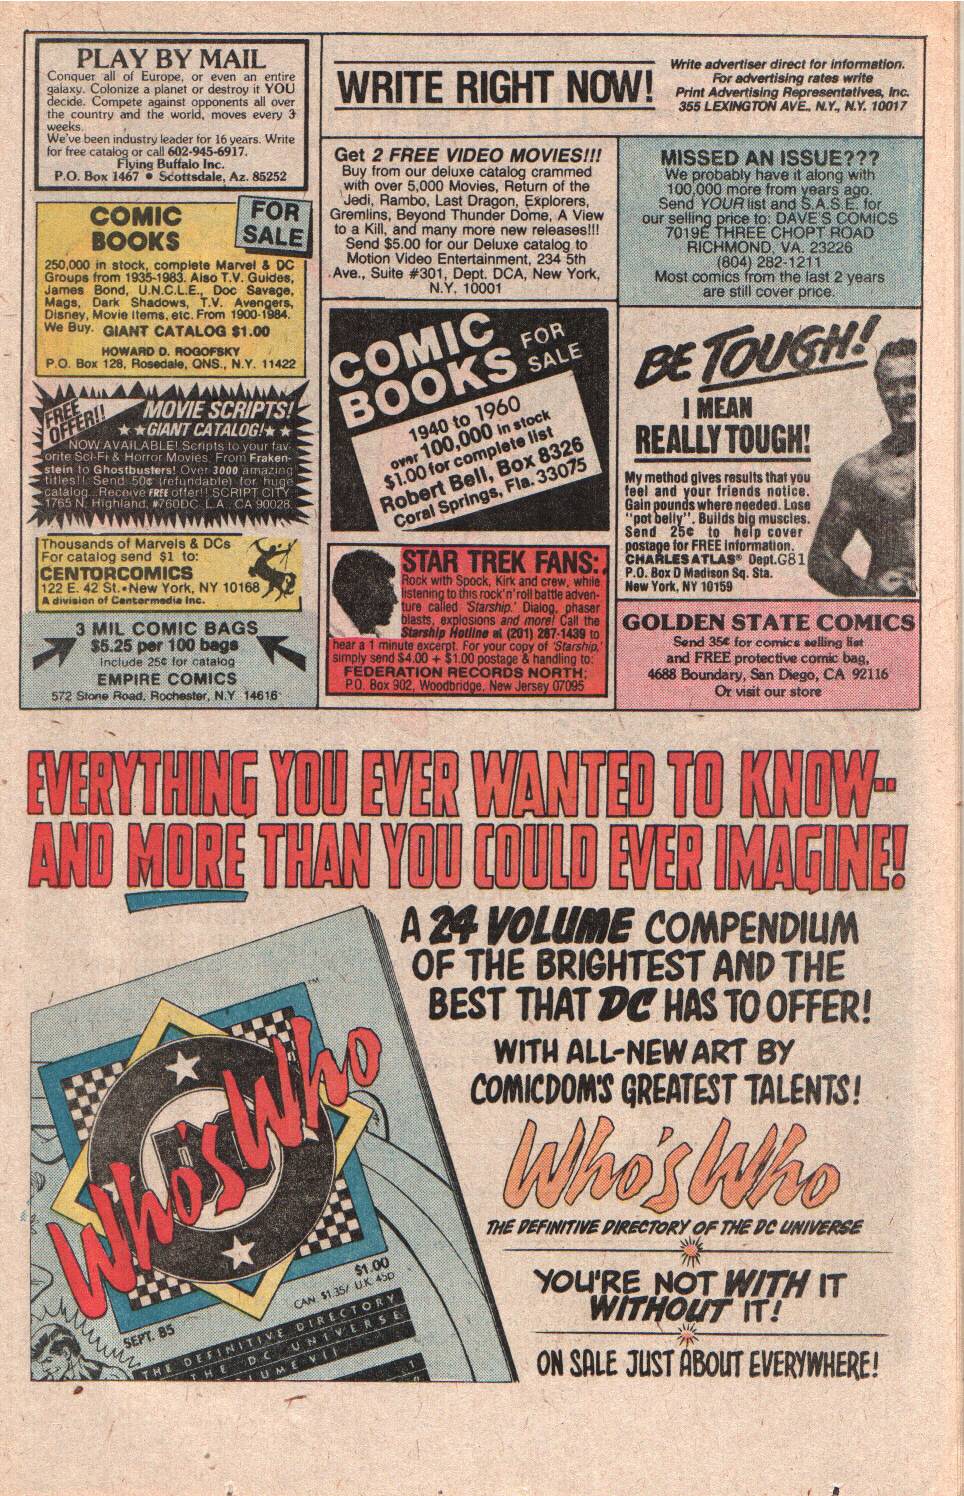 PLAY BY MAIL
Conquer all of Europe, or even an entire
galaxy. Colonize a planet or destroy it YOU
decide. Compete against opponents all over
the country and the world, moves every 3
weeks.
We've been industry leader for 16 years. Write
for free catalog or call 602-945-6917.
Flying Buffalo Inc.
P.O. Box 1467 • Scottsdale, Az. 85252
COMIC
BOOKS
FOR
SALE
250,000 in stock, complete Marvel & DC
Groups from 1935-1983. Also T.V. Guides,
James Bond, U.N.C.L.E., Doc Savage,
Mags, Dark Shadows, T.V. Avengers,
Disney, Movie Items, etc. From 1900-1984.
We Buy. GIANT CATALOG $1.00
HOWARD D. ROGOFSKY
P.O. Box 128, Rosedale, QNS., N.Y. 11422
FREE
OFFER!!
MOVIE SCRIPTS!
★★GIANT CATALOG!★★
NOW AVAILABLE! Scripts to your fav-
orite Sci-Fi & Horror Movies. From Franken-
stein to Ghostbusters! Over 3000 amazing
titles!! Send 50¢ (refundable) for huge
catalog. Receive FREE offer!! SCRIPT CITY
1765 N. Highland, #760DC. L.A., CA 90028
Thousands of Marvels & DCs
For catalog send $1 to:
CENTORCOMICS
122 E. 42 St.•New York, NY 10168
A division of Centormedia Inc.
3 MIL COMIC BAGS
$5.25 per 100 bags
Include 25¢ for catalog
EMPIRE COMICS
572 Stone Road, Rochester, N.Y. 14616
WRITE RIGHT NOW!
Write advertiser direct for information.
For advertising rates write
Print Advertising Representatives, Inc.
355 LEXINGTON AVE., N.Y., N.Y. 10017
Get 2 FREE VIDEO MOVIES!!!
Buy from our deluxe catalog crammed
with over 5,000 Movies, Return of the
Jedi, Rambo, Last Dragon, Explorers,
Gremlins, Beyond Thunder Dome, A View
to a Kill, and many more new releases!!!
Send $5.00 for our Deluxe catalog to
Motion Video Entertainment, 234 5th
Ave., Suite #301, Dept. DCA, New York,
N.Y. 10001
COMIC
BOOKS
FOR
SALE
1940 to 1960
over 100,000 in stock
$1.00 for complete list
Robert Bell, Box 8326
Coral Springs, Fla. 33075
STAR TREK FANS:
Rock with Spock, Kirk and crew, while
listening to this rock'n'roll battle adven-
ture called 'Starship.' Dialog, phaser
blasts, explosions and more! Call the
Starship Hotline at (201) 287-1439 to
hear a 1 minute excerpt. For your copy of 'Starship,'
simply send $4.00 + $1.00 postage & handling to:
FEDERATION RECORDS NORTH;
P.O. Box 902, Woodbridge, New Jersey 07095
MISSED AN ISSUE???
We probably have it along with
100,000 more from years ago.
Send YOUR list and S.A.S.E. for
our selling price to: DAVE'S COMICS
7019E THREE CHOPT ROAD
RICHMOND, VA. 23226
(804) 282-1211
Most comics from the last 2 years
are still cover price.
BE TOUGH!
I MEAN
REALLY TOUGH!
My method gives results that you
feel and your friends notice.
Gain pounds where needed. Lose
"pot belly". Builds big muscles.
Send 25¢ to help cover
postage for FREE information.
CHARLES ATLAS® Dept.G81
P.O. Box D Madison Sq. Sta.
New York, NY 10159
GOLDEN STATE COMICS
Send 35¢ for comics selling list
and FREE protective comic bag,
4688 Boundary, San Diego, CA 92116
Or visit our store
EVERYTHING YOU EVER WANTED TO KNOW--
AND MORE THAN YOU COULD EVER IMAGINE!
A 24 VOLUME COMPENDIUM
OF THE BRIGHTEST AND THE
BEST THAT DC HAS TO OFFER!
WITH ALL-NEW ART BY
COMICDOM'S GREATEST TALENTS!
Who's Who
THE DEFINITIVE DIRECTORY OF THE DC UNIVERSE
YOU'RE NOT WITH IT
WITHOUT IT!
ON SALE JUST ABOUT EVERYWHERE!
TM
DC
Who's Who
$1.00
CAN. $1.35/ U.K. 45p
SEPT. 85
THE DEFINITIVE DIRECTORY
THE DC UNIVERSE
VOLUME VII